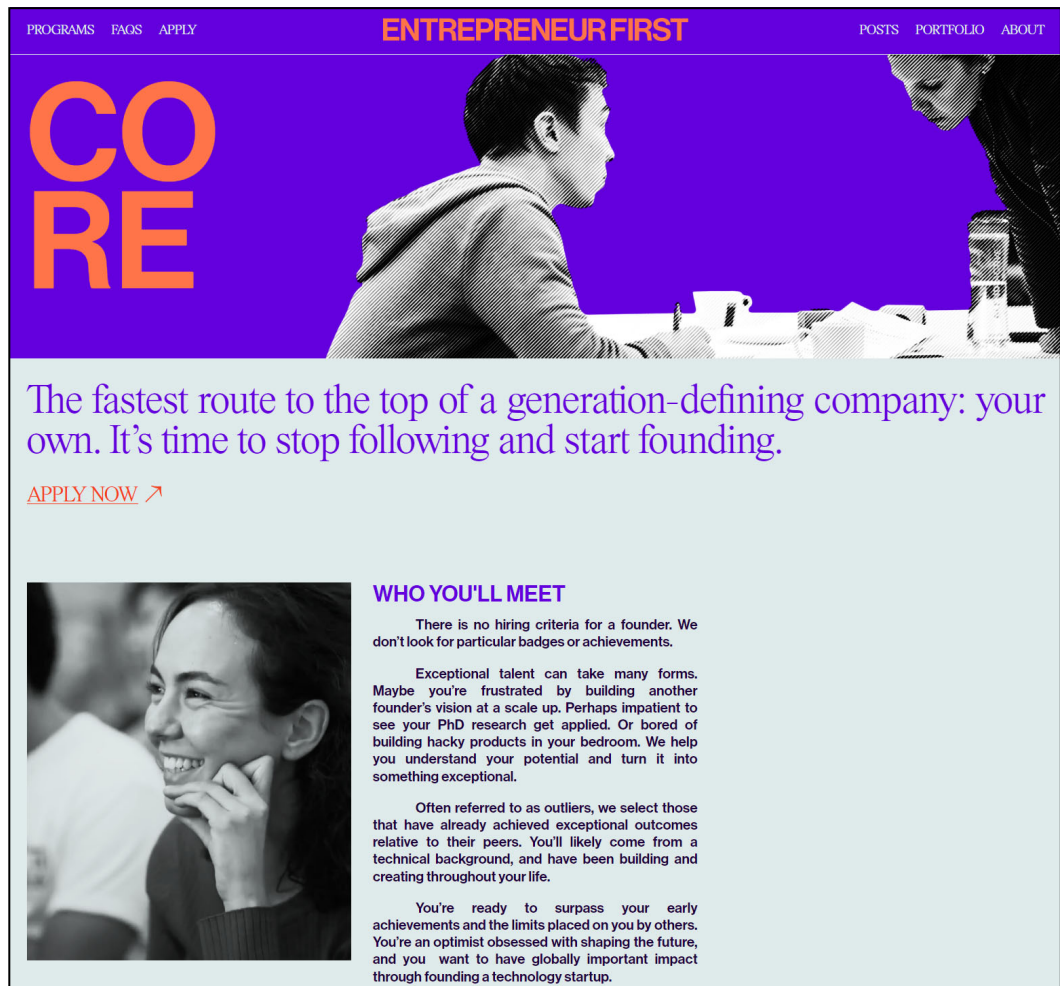 PROGRAMS FAQS APPLY
ENTREPRENEUR FIRST
POSTS PORTFOLIO ABOUT
CO
RE
The fastest route to the top of a generation-defining company: your
own. It’s time to stop following and start founding.
APPLY NOW ↗
WHO YOU'LL MEET
There is no hiring criteria for a founder. We
don’t look for particular badges or achievements.
Exceptional talent can take many forms.
Maybe you’re frustrated by building another
founder’s vision at a scale up. Perhaps impatient to
see your PhD research get applied. Or bored of
building hacky products in your bedroom. We help
you understand your potential and turn it into
something exceptional.
Often referred to as outliers, we select those
that have already achieved exceptional outcomes
relative to their peers. You’ll likely come from a
technical background, and have been building and
creating throughout your life.
You’re ready to surpass your early
achievements and the limits placed on you by others.
You’re an optimist obsessed with shaping the future,
and you want to have globally important impact
through founding a technology startup.